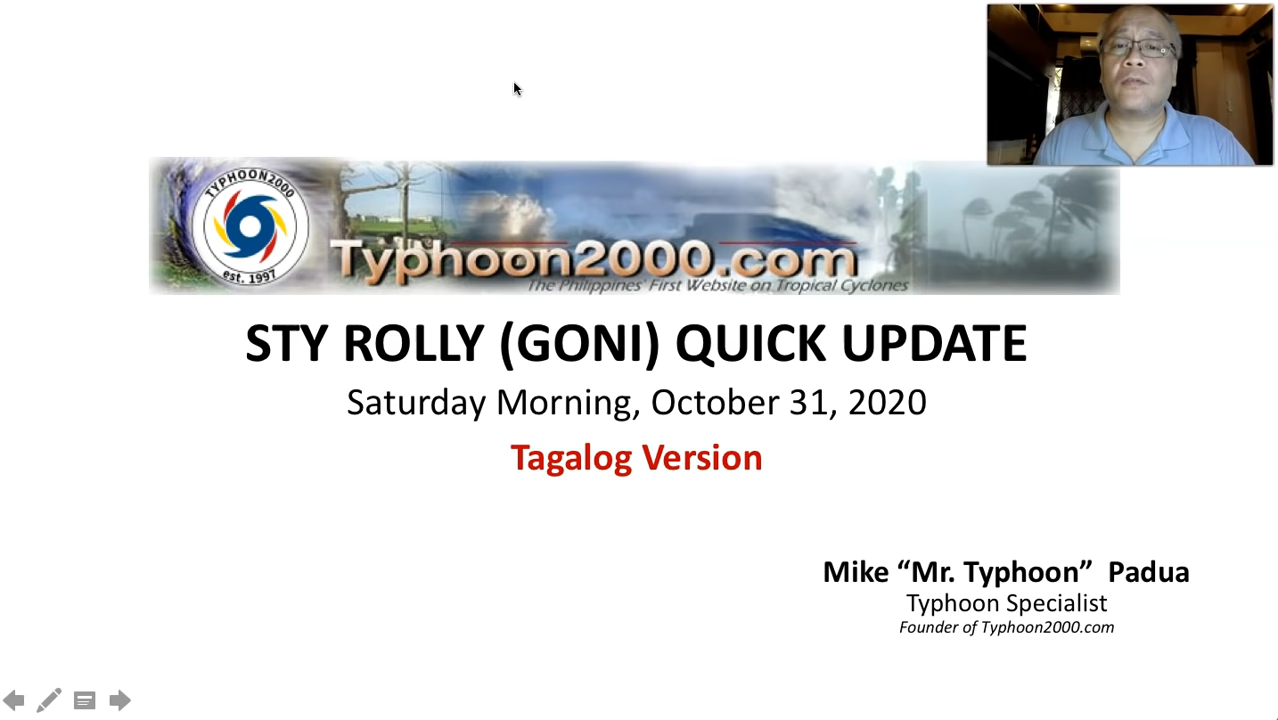 TYPHOON2000
est. 1997
Typhoon2000.com
The Philippines' First Website on Tropical Cyclones
STY ROLLY (GONI) QUICK UPDATE
Saturday Morning, October 31, 2020
Tagalog Version
Mike “Mr. Typhoon” Padua
Typhoon Specialist
Founder of Typhoon2000.com